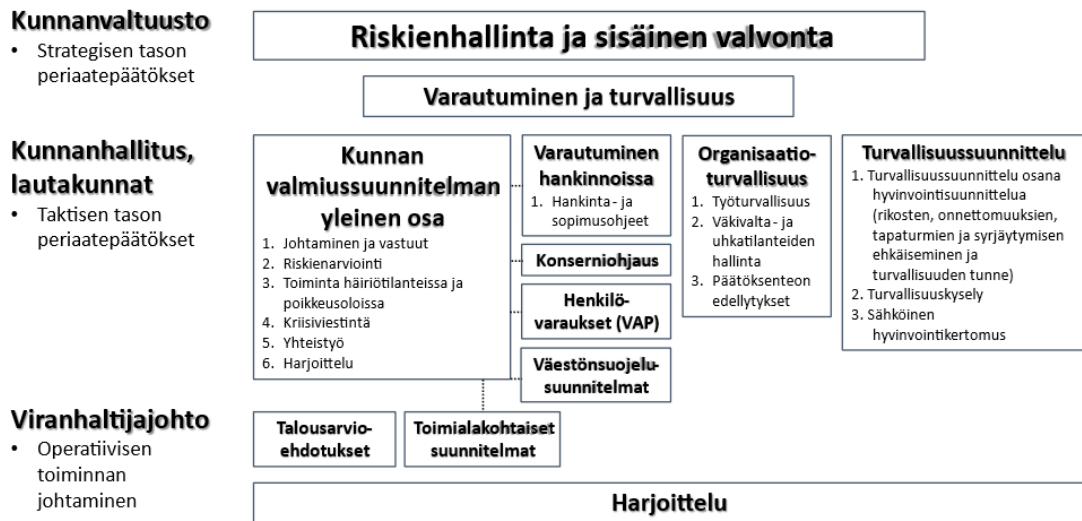 Kunnanvaltuusto
• Strategisen tason
periaatepäätökset
Riskienhallinta ja sisäinen valvonta
Varautuminen ja turvallisuus
Kunnanhallitus,
lautakunnat
• Taktisen tason
periaatepäätökset
Kunnan
valmiussuunnitelman
yleinen osa
1. Johtaminen ja vastuut
2. Riskienarviointi
3. Toiminta häiriötilanteissa ja
poikkeusoloissa
4. Kriisiviestintä
5. Yhteistyö
6. Harjoittelu
Varautuminen
hankinnoissa
1. Hankinta- ja
sopimusohjeet
Konserniohjaus
Henkilö-
varaukset (VAP)
Väestönsuojelu-
suunnitelmat
Organisaatio-
turvallisuus
1. Työturvallisuus
2. Väkivalta- ja
uhkatilanteiden
hallinta
3. Päätöksenteon
edellytykset
Turvallisuussuunnittelu
1. Turvallisuussuunnittelu osana
hyvinvointisuunnittelua
(rikosten, onnettomuuksien,
tapaturmien ja syrjäytymisen
ehkäiseminen ja
turvallisuuden tunne)
2. Turvallisuuskysely
3. Sähköinen
hyvinvointikertomus
Viranhaltijajohto
• Operatiivisen
toiminnan
johtaminen
Talousarvio-
ehdotukset
Toimialakohtaiset
suunnitelmat
Harjoittelu